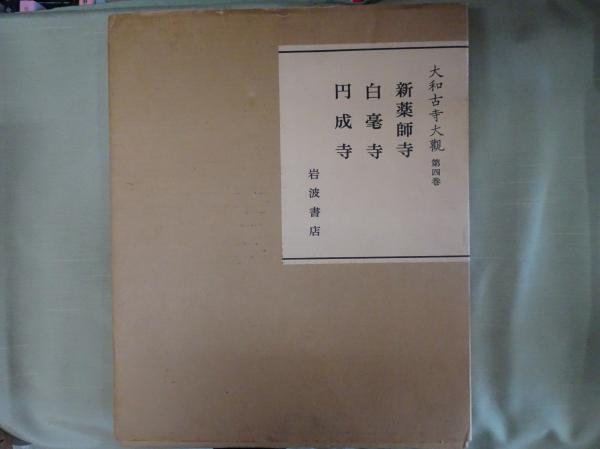 大和古寺大觀 第四巻
新薬師寺
白毫寺
円成寺
岩波書店